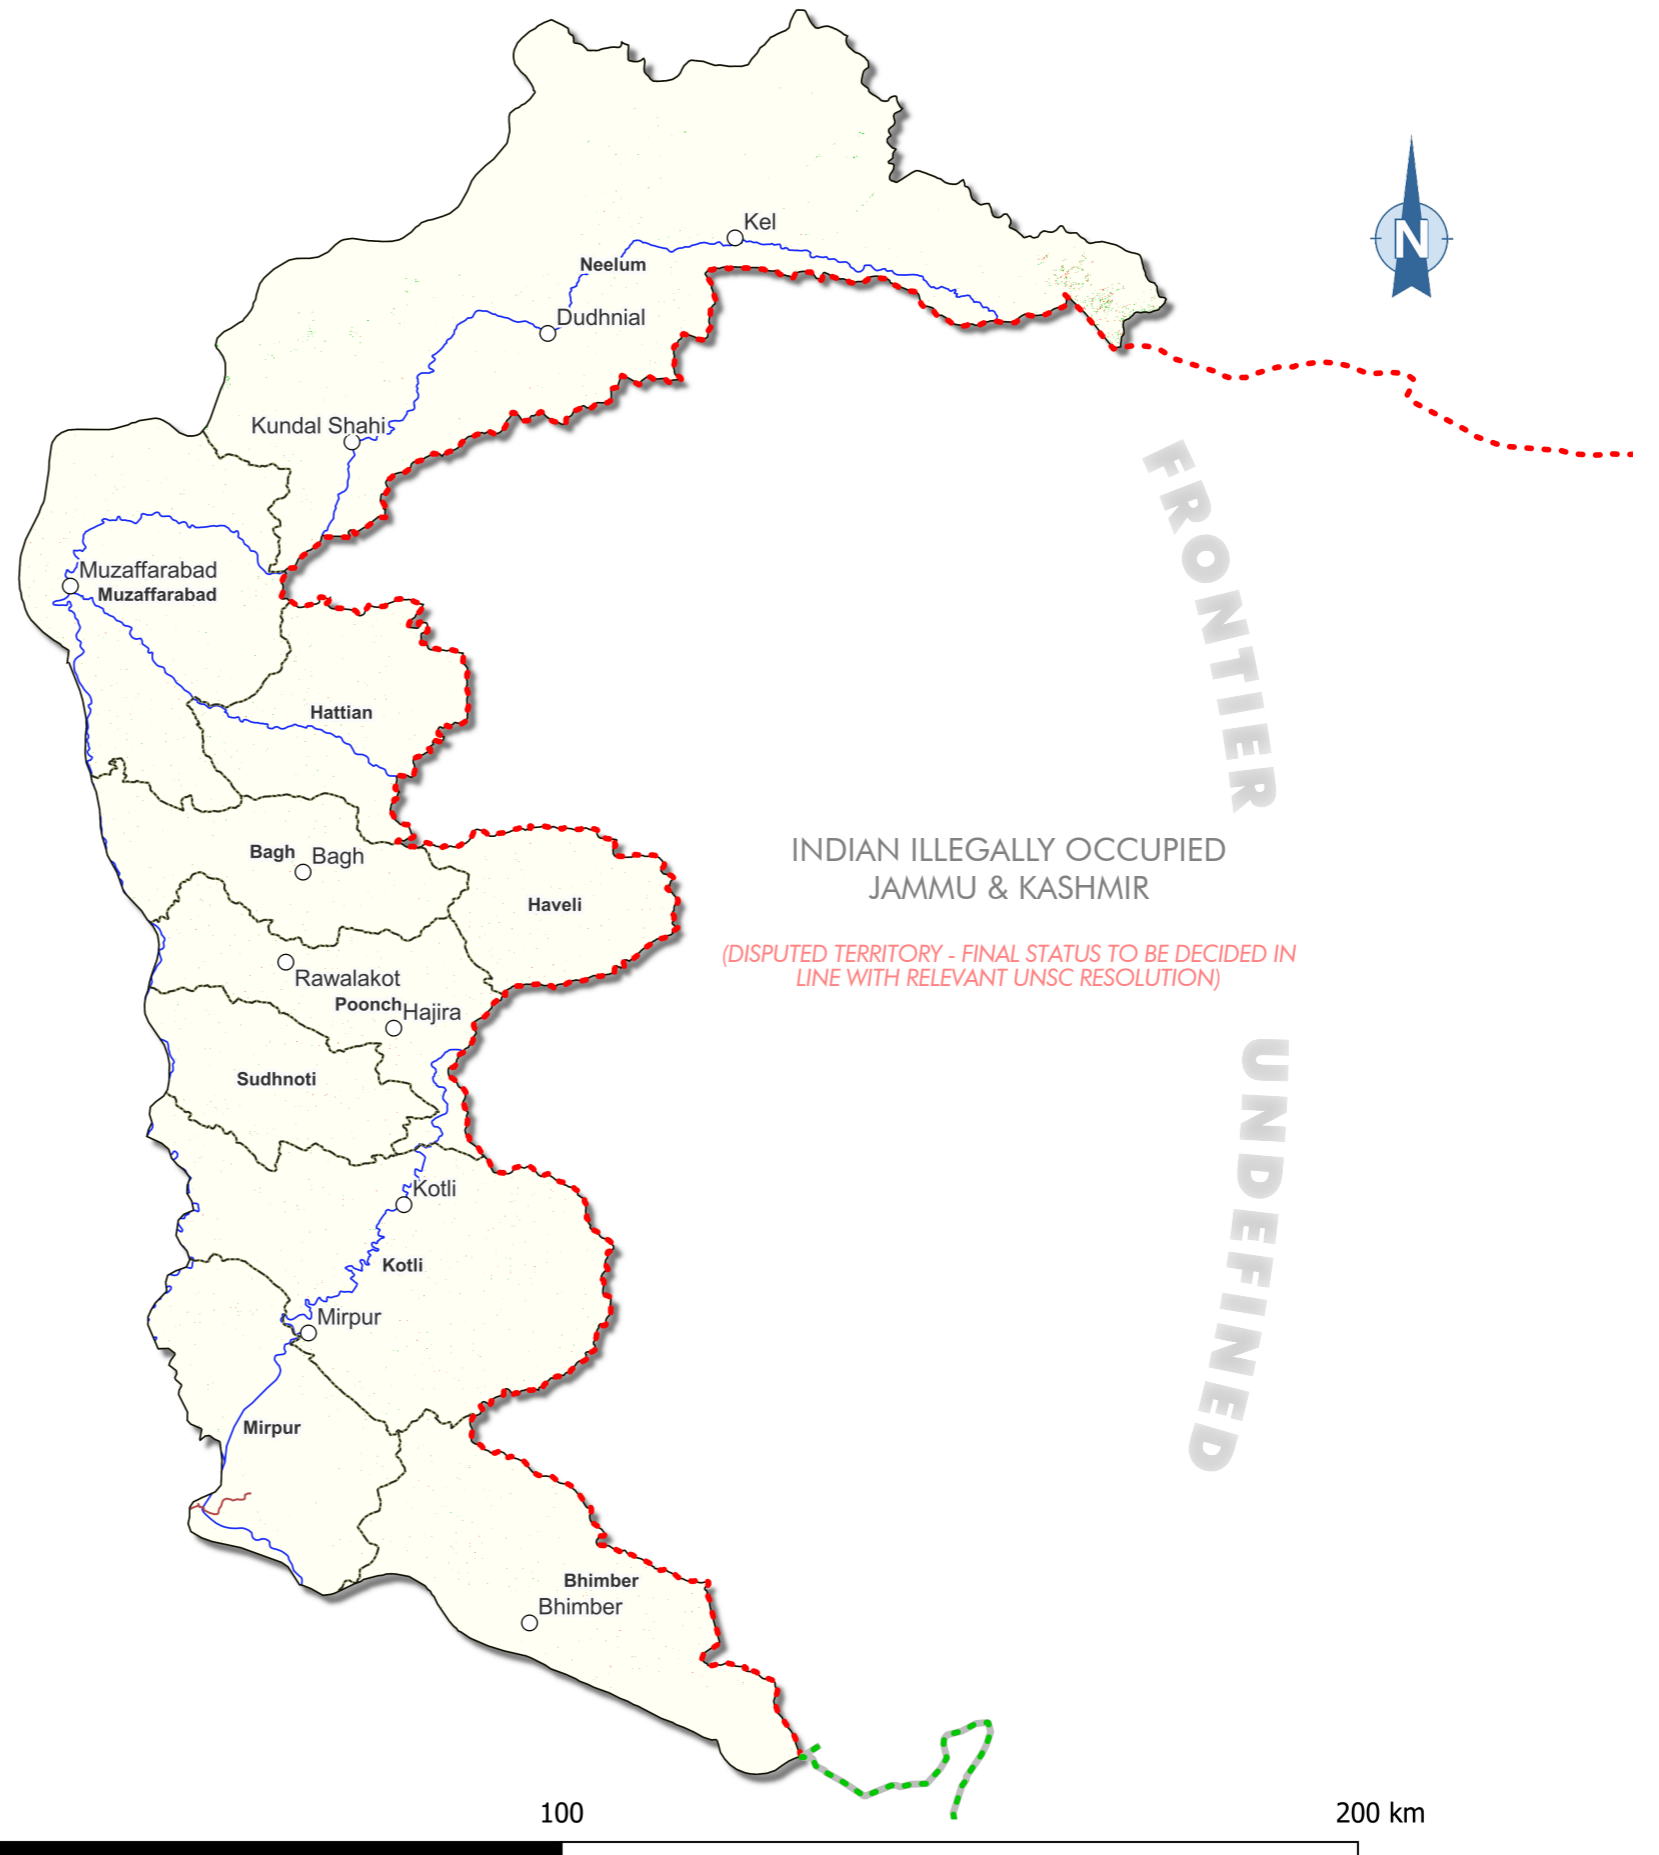 Kel
N
Neelum
Dudhnial
Kundal Shahi
FRONTIER
Muzaffarabad
Muzaffarabad
Hattian
INDIAN ILLEGALLY OCCUPIED
JAMMU & KASHMIR
Bagh
Bagh
Haveli
(DISPUTED TERRITORY - FINAL STATUS TO BE DECIDED IN
LINE WITH RELEVANT UNSC RESOLUTION)
Rawalakot
Poonch
Hajira
Sudhnoti
UNDEFINED
Kotli
Kotli
Mirpur
Mirpur
Bhimber
Bhimber
100
200 km